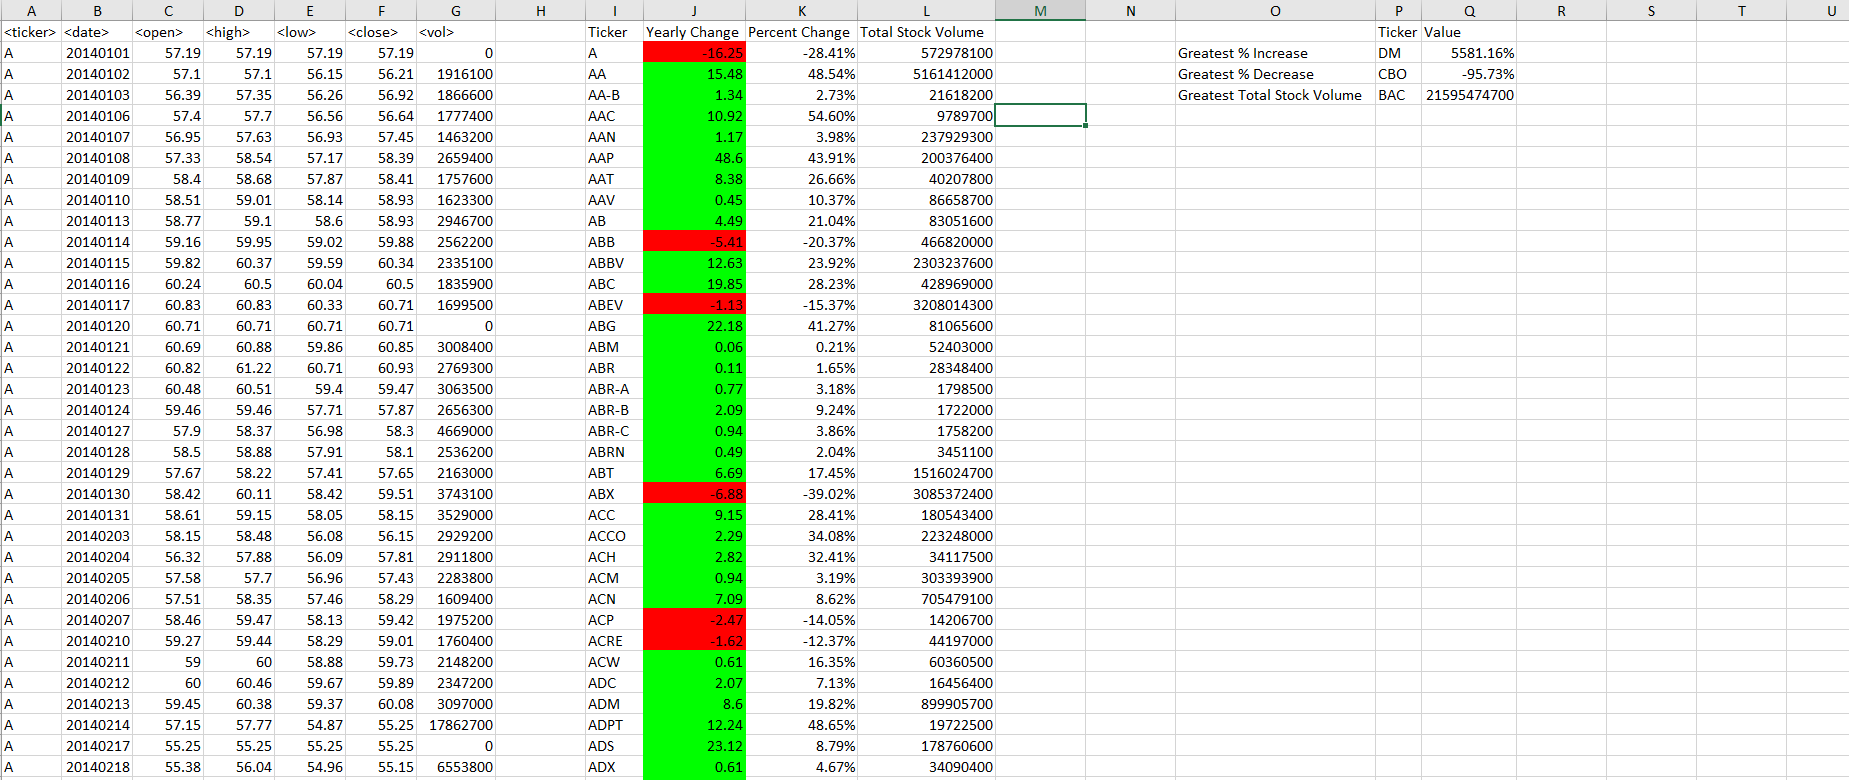 A B C D E F G H I J K L M N O P Q R S T U
<ticker> <date> <open> <high> <low> <close> <vol> Ticker Yearly Change Percent Change Total Stock Volume Ticker Value
A 20140101 57.19 57.19 57.19 57.19 0 A -16.25 -28.41% 572978100 Greatest % Increase DM 5581.16%
A 20140102 57.1 57.1 56.15 56.21 1916100 AA 15.48 48.54% 5161412000 Greatest % Decrease CBO -95.73%
A 20140103 56.39 57.35 56.26 56.92 1866600 AA-B 1.34 2.73% 21618200 Greatest Total Stock Volume BAC 21595474700
A 20140106 57.4 57.7 56.56 56.64 1777400 AAC 10.92 54.60% 9789700
A 20140107 56.95 57.63 56.93 57.45 1463200 AAN 1.17 3.98% 237929300
A 20140108 57.33 58.54 57.17 58.39 2659400 AAP 48.6 43.91% 200376400
A 20140109 58.4 58.68 57.87 58.41 1757600 AAT 8.38 26.66% 40207800
A 20140110 58.51 59.01 58.14 58.93 1623300 AAV 0.45 10.37% 86658700
A 20140113 58.77 59.1 58.6 58.93 2946700 AB 4.49 21.04% 83051600
A 20140114 59.16 59.95 59.02 59.88 2562200 ABB -5.41 -20.37% 466820000
A 20140115 59.82 60.37 59.59 60.34 2335100 ABBV 12.63 23.92% 2303237600
A 20140116 60.24 60.5 60.04 60.5 1835900 ABC 19.85 28.23% 428969000
A 20140117 60.83 60.83 60.33 60.71 1699500 ABEV -1.13 -15.37% 3208014300
A 20140120 60.71 60.71 60.71 60.71 0 ABG 22.18 41.27% 81065600
A 20140121 60.69 60.88 59.86 60.85 3008400 ABM 0.06 0.21% 52403000
A 20140122 60.82 61.22 60.71 60.93 2769300 ABR 0.11 1.65% 28348400
A 20140123 60.48 60.51 59.4 59.47 3063500 ABR-A 0.77 3.18% 1798500
A 20140124 59.46 59.46 57.71 57.87 2656300 ABR-B 2.09 9.24% 1722000
A 20140127 57.9 58.37 56.98 58.3 4669000 ABR-C 0.94 3.86% 1758200
A 20140128 58.5 58.88 57.91 58.1 2536200 ABRN 0.49 2.04% 3451100
A 20140129 57.67 58.22 57.41 57.65 2163000 ABT 6.69 17.45% 1516024700
A 20140130 58.42 60.11 58.42 59.51 3743100 ABX -6.88 -39.02% 3085372400
A 20140131 58.61 59.15 58.05 58.15 3529000 ACC 9.15 28.41% 180543400
A 20140203 58.15 58.48 56.08 56.15 2929200 ACCO 2.29 34.08% 223248000
A 20140204 56.32 57.88 56.09 57.81 2911800 ACH 2.82 32.41% 34117500
A 20140205 57.58 57.7 56.96 57.43 2283800 ACM 0.94 3.19% 303393900
A 20140206 57.51 58.35 57.46 58.29 1609400 ACN 7.09 8.62% 705479100
A 20140207 58.46 59.47 58.13 59.42 1975200 ACP -2.47 -14.05% 14206700
A 20140210 59.27 59.44 58.29 59.01 1760400 ACRE -1.62 -12.37% 44197000
A 20140211 59 60 58.88 59.73 2148200 ACW 0.61 16.35% 60360500
A 20140212 60 60.46 59.67 59.89 2347200 ADC 2.07 7.13% 16456400
A 20140213 59.45 60.38 59.37 60.08 3097000 ADM 8.6 19.82% 899905700
A 20140214 57.15 57.77 54.87 55.25 17862700 ADPT 12.24 48.65% 19722500
A 20140217 55.25 55.25 55.25 55.25 0 ADS 23.12 8.79% 178760600
A 20140218 55.38 56.04 54.96 55.15 6553800 ADX 0.61 4.67% 34090400